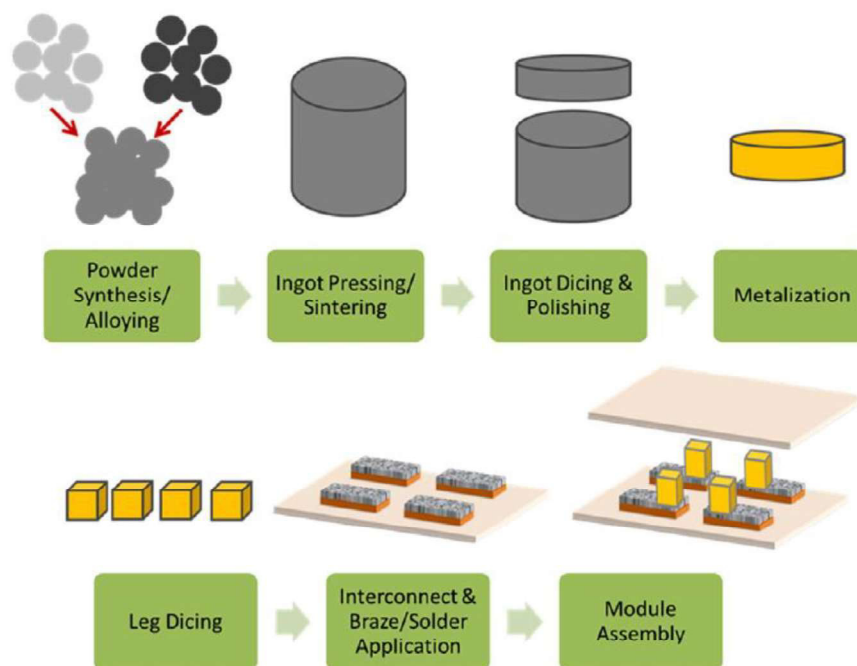 Powder
Synthesis/
Alloying
Ingot Pressing/
Sintering
Ingot Dicing &
Polishing
Metalization
Leg Dicing
Interconnect &
Braze/Solder
Application
Module
Assembly